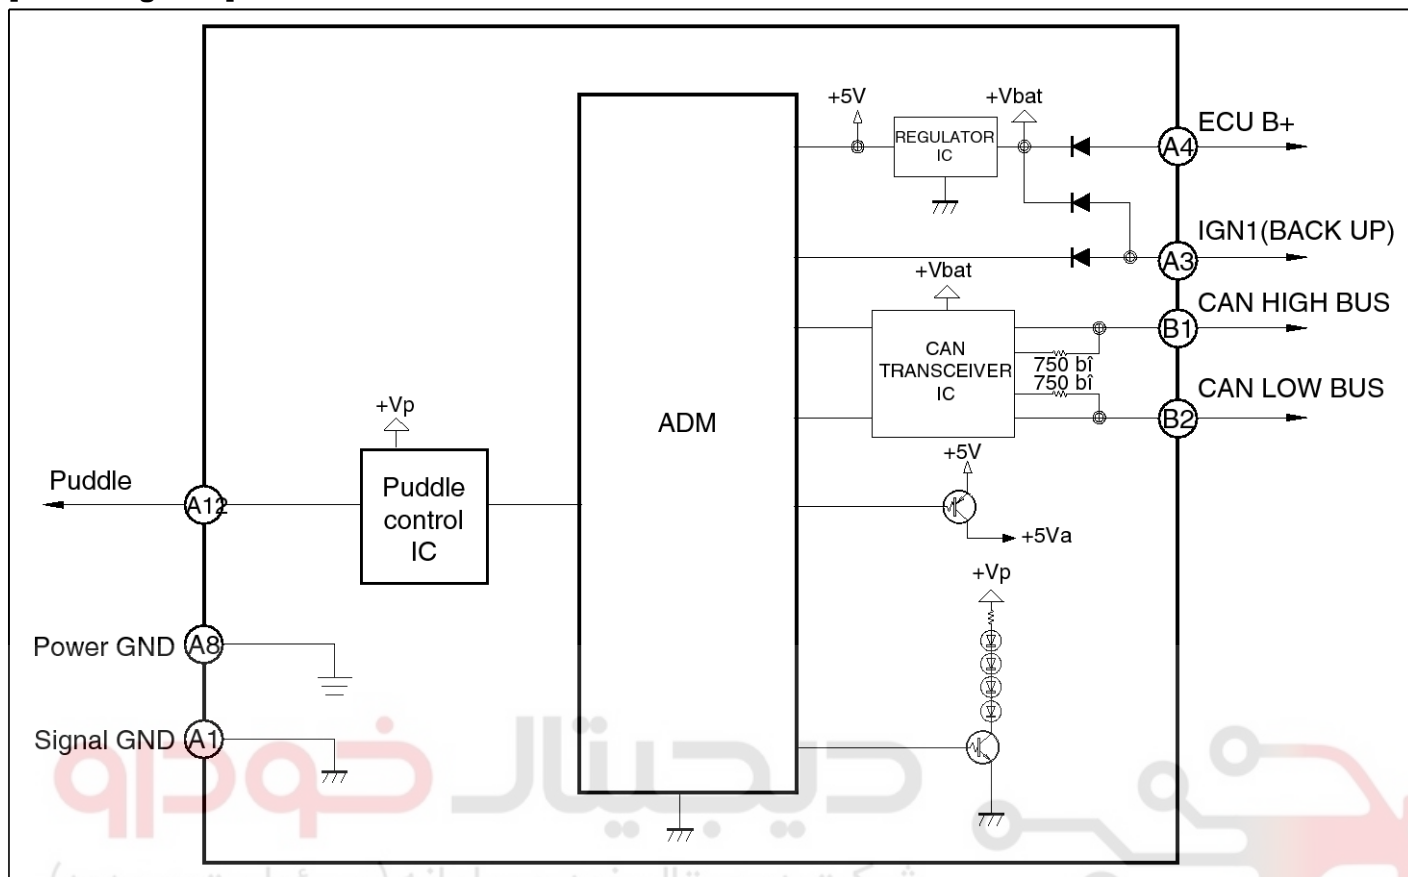 +5V
+Vbat
ECU B+
REGULATOR
IC
A4
IGN1(BACK UP)
A3
+Vbat
CAN HIGH BUS
B1
CAN
TRANSCEIVER
IC
750 bî
750 bî
CAN LOW BUS
B2
+Vp
ADM
+5V
Puddle
A12
Puddle
control
IC
+5Va
+Vp
Power GND
A8
Signal GND
A1
دیجیتال خودرو